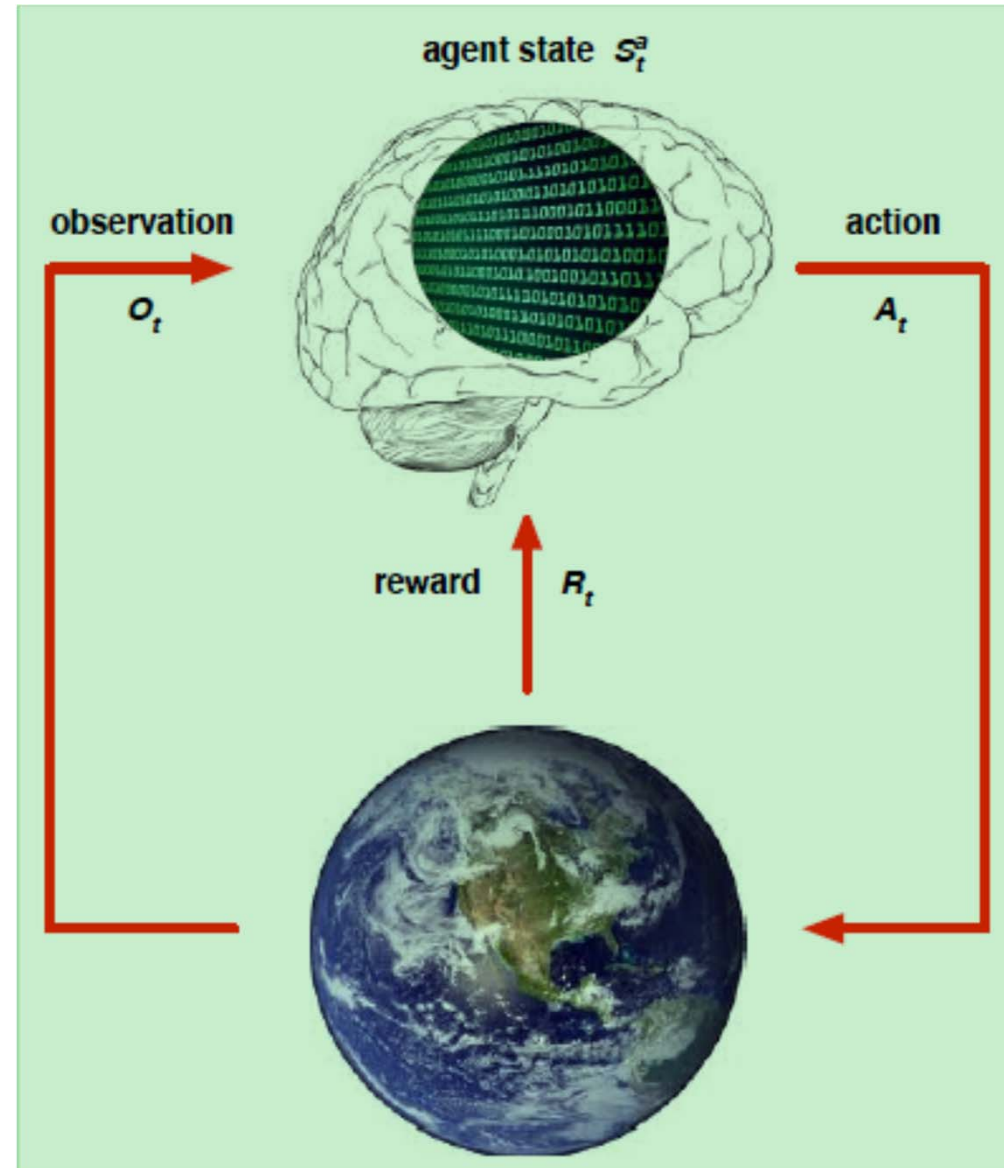 agent state S_t^a
observation
action
O_t
A_t
reward R_t